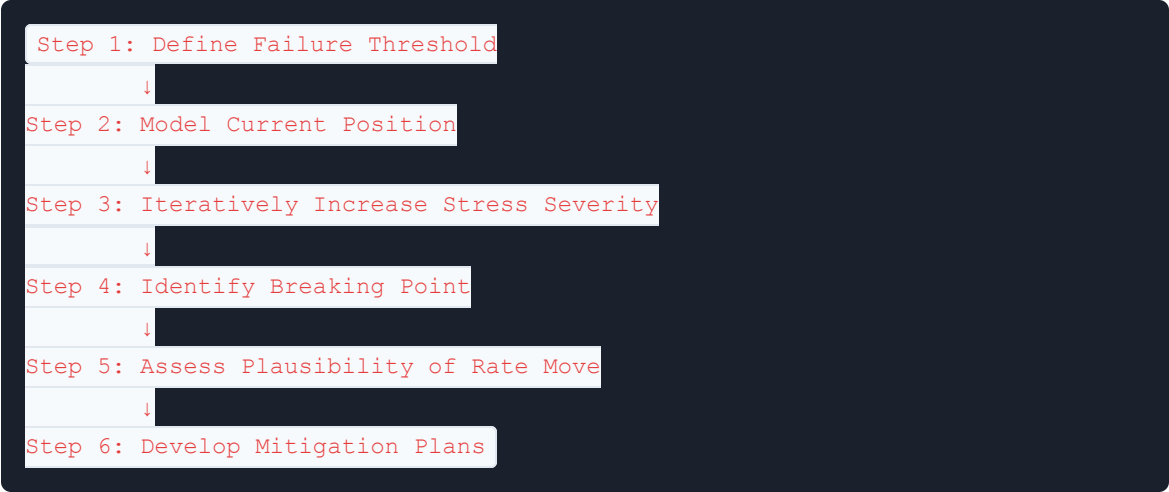 Step 1: Define Failure Threshold
↓
Step 2: Model Current Position
↓
Step 3: Iteratively Increase Stress Severity
↓
Step 4: Identify Breaking Point
↓
Step 5: Assess Plausibility of Rate Move
↓
Step 6: Develop Mitigation Plans